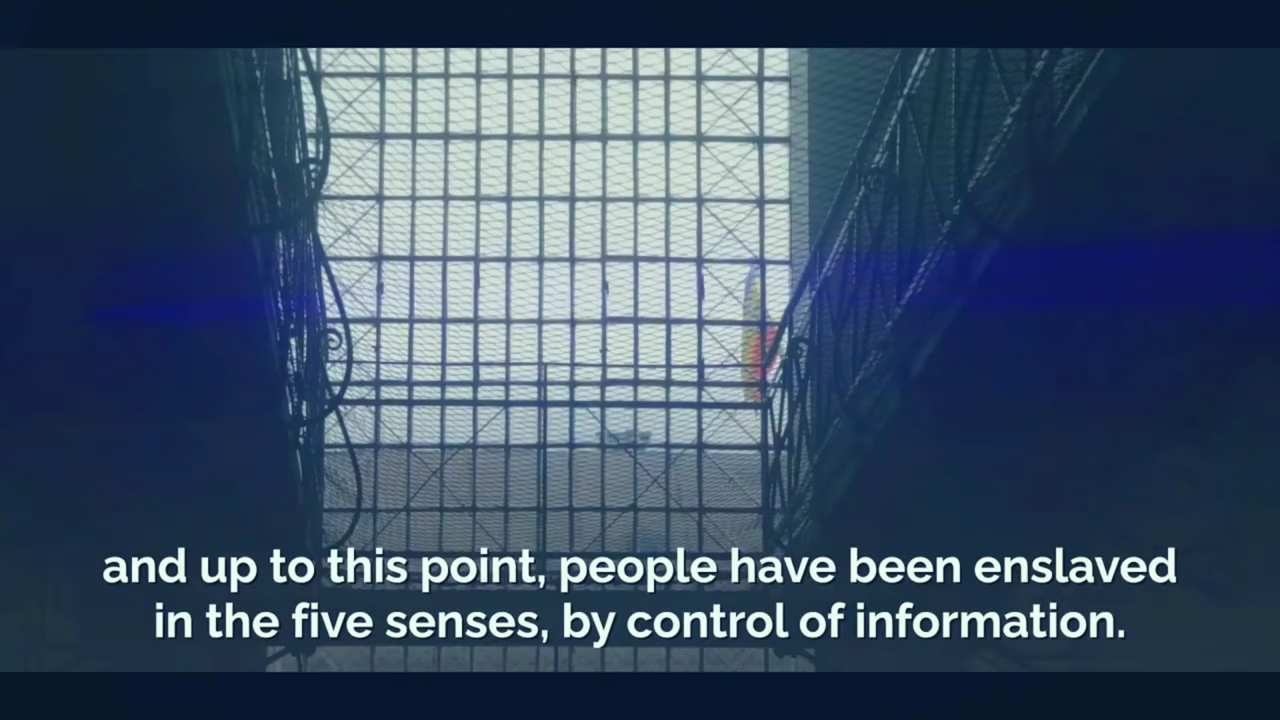 and up to this point, people have been enslaved
in the five senses, by control of information.